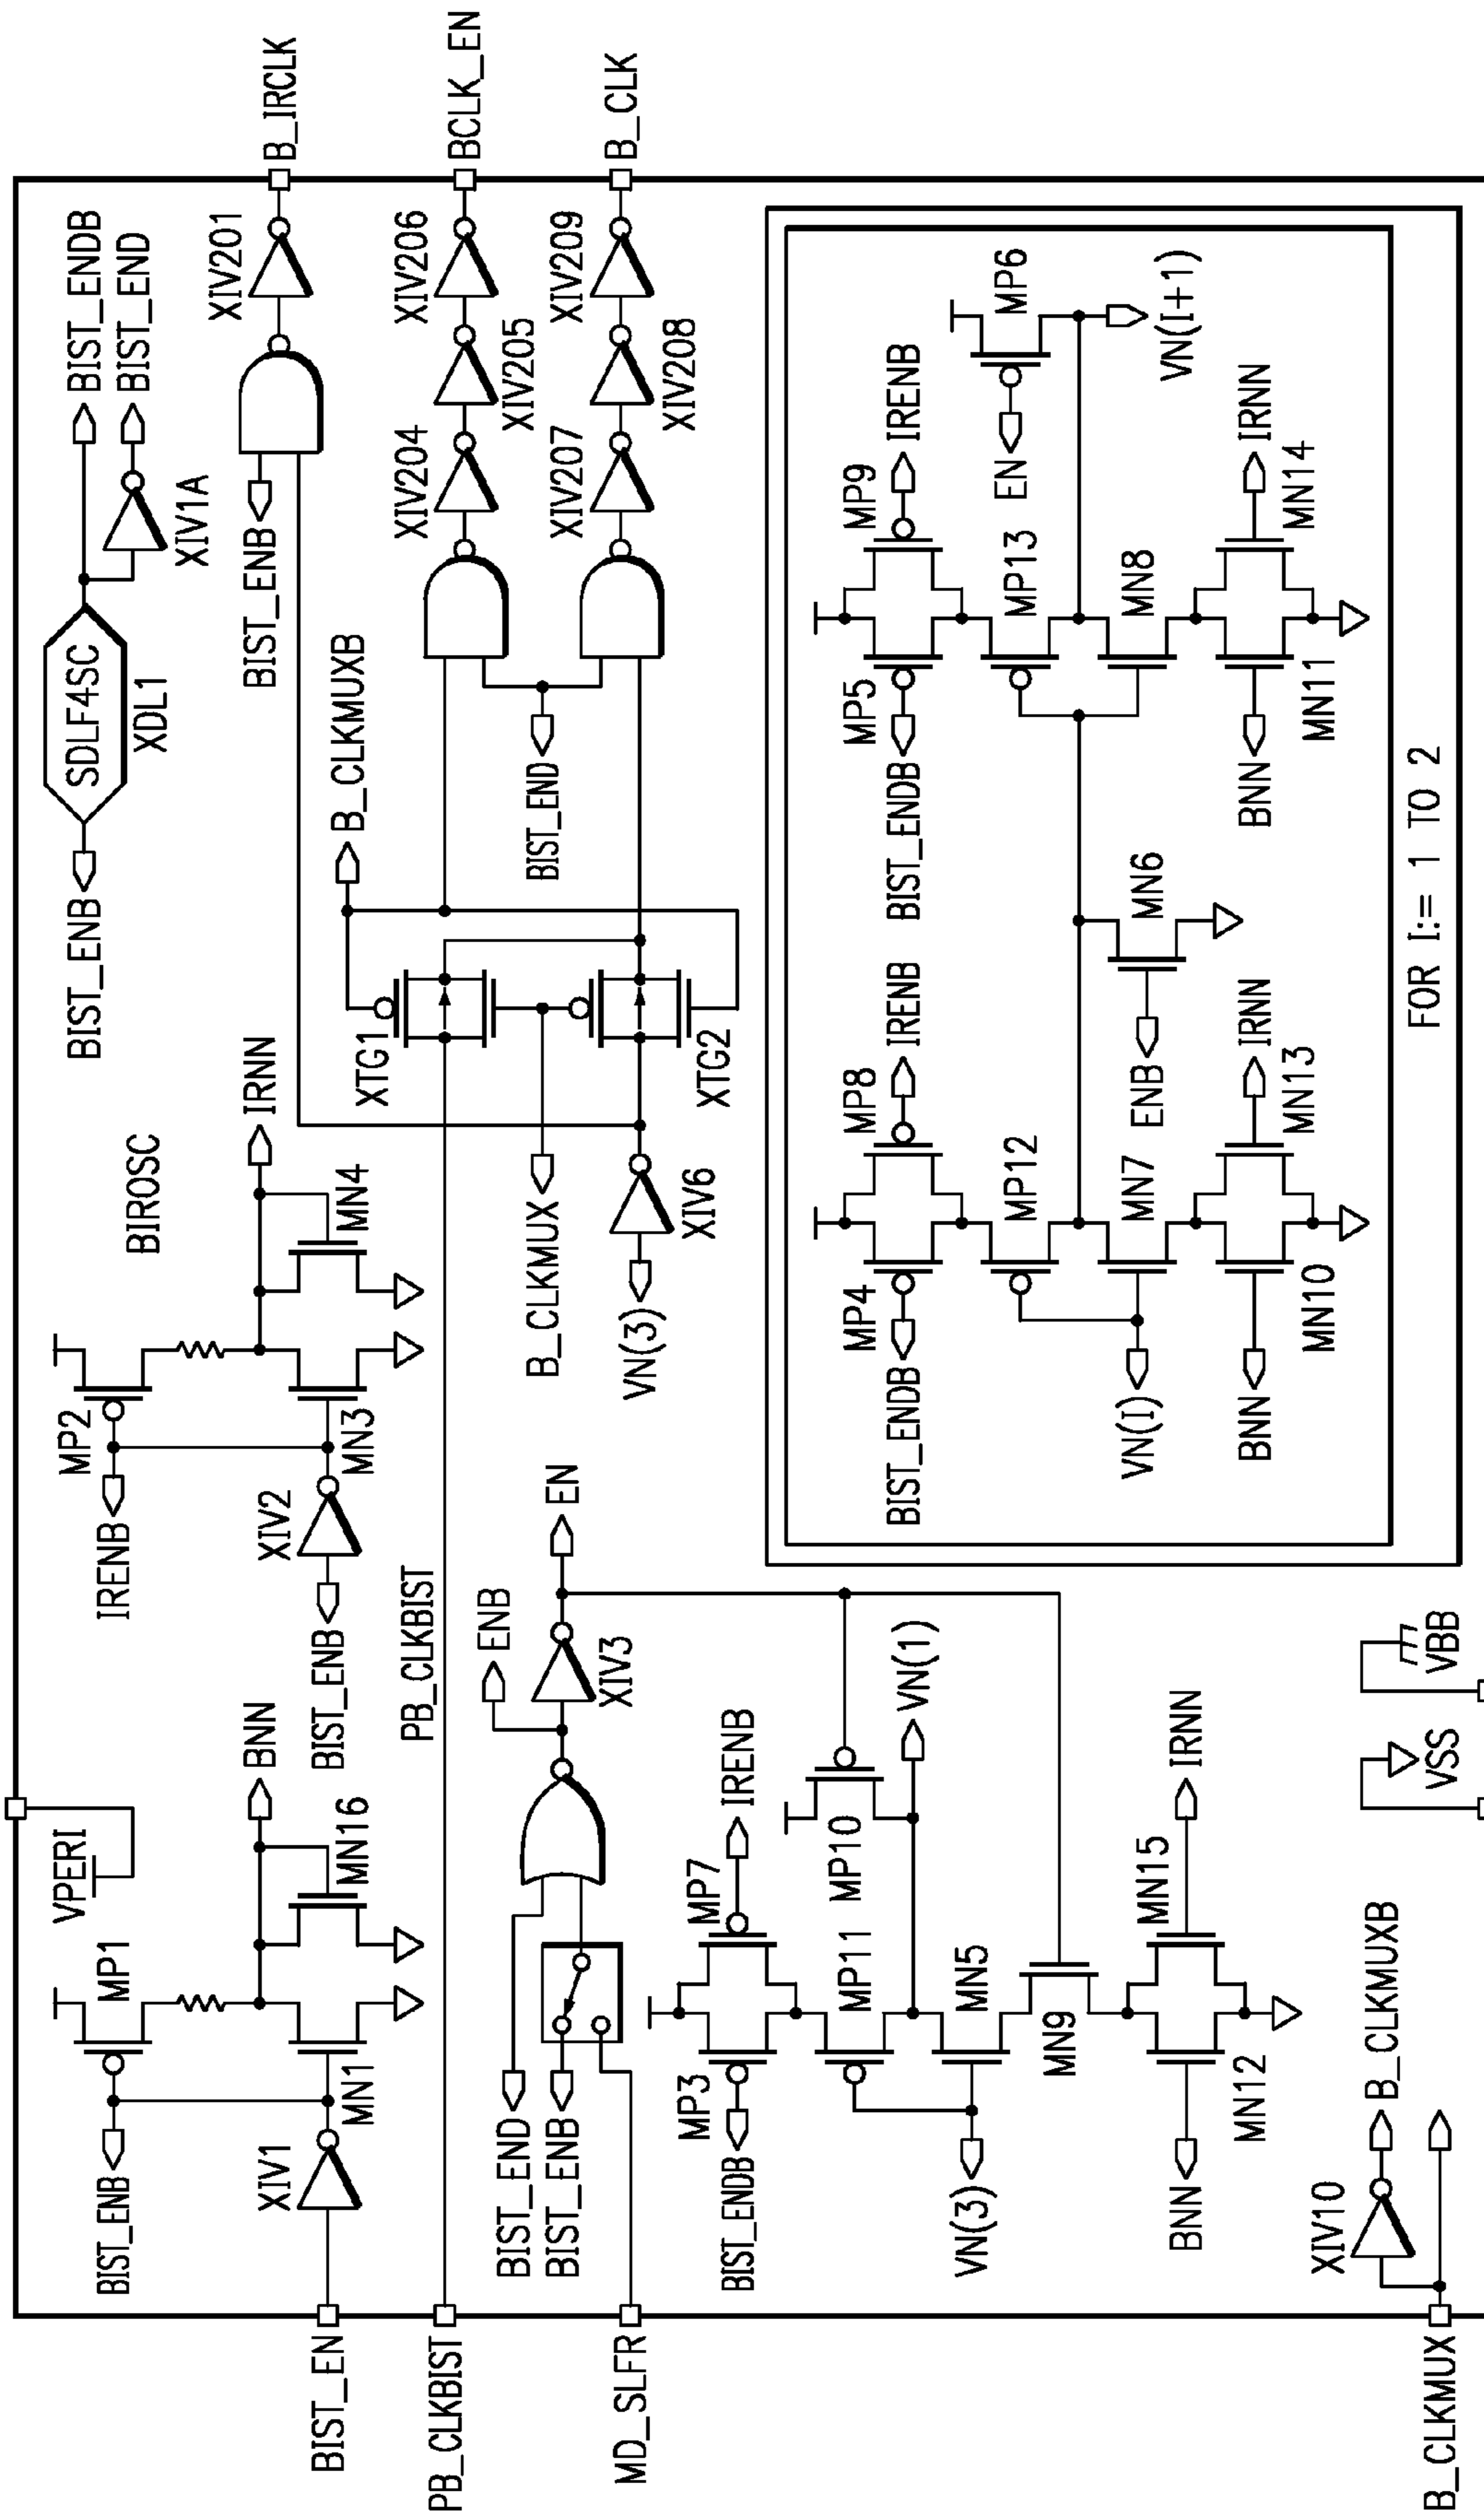 BIST_EN
PB_CLKBIST
MD_SLFR
B_CLKMUX
VPERI
BIST_ENB
MP1
XIV1
MN1
BNN
MN16
IRENB
MP2
BIST_ENB
XIV2
MN3
BIROSC
IRNN
MN4
BIST_ENB
SDLF4SC
XDL1
BIST_ENDB
BIST_END
XIV1A
BIST_ENB
XIV201
B_IRCLK
PB_CLKBIST
XTG1
B_CLKMUXB
B_CLKMUX
XTG2
VN(3)
XIV6
BIST_END
XIV204
XIV205
XIV206
BCLK_EN
XIV207
XIV208
XIV209
B_CLK
BIST_END
BIST_ENB
ENB
XIV3
EN
BIST_ENDB
MP3
MP7
IRENB
MP11
MP10
VN(1)
VN(3)
MN5
MN9
BNN
MN12
MN15
IRNN
XIV10
B_CLKMUXB
VSS
VBB
BIST_ENDB
MP4
MP8
IRENB
BIST_ENDB
MP5
MP9
IRENB
MP12
MP13
EN
MP6
VN(I)
MN7
ENB
MN6
MN8
VN(I+1)
BNN
MN10
MN13
IRNN
BNN
MN11
MN14
IRNN
FOR I:= 1 TO 2